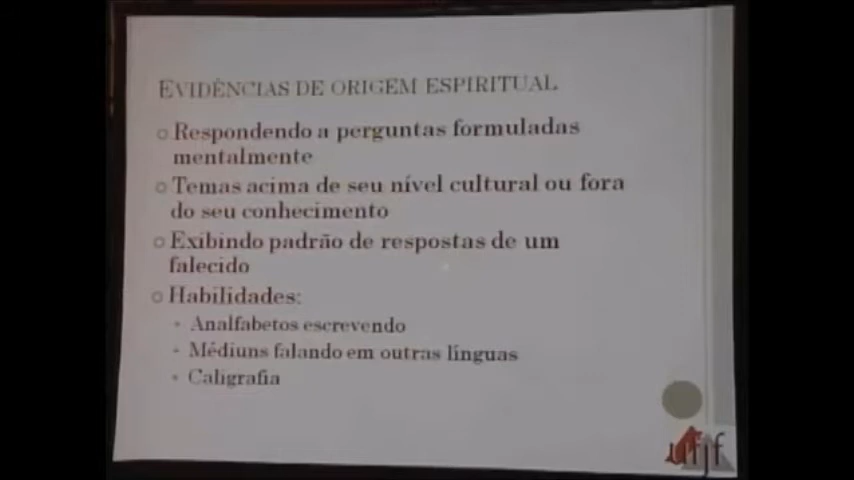 EVIDÊNCIAS DE ORIGEM ESPIRITUAL
Respondendo a perguntas formuladas
mentalmente
Temas acima de seu nível cultural ou fora
do seu conhecimento
Exibindo padrão de respostas de um
falecido
Habilidades:
Analfabetos escrevendo
Médiuns falando em outras línguas
Caligrafia
ufjf